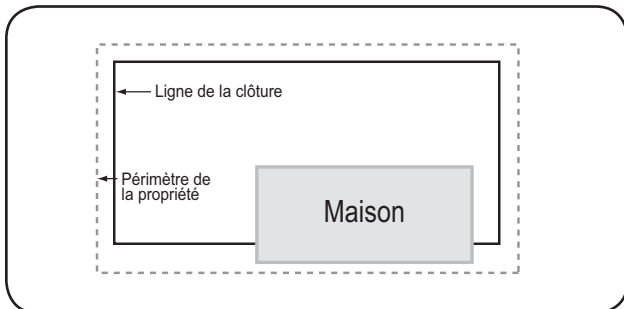 Ligne de la clôture
Périmètre de
la propriété
Maison